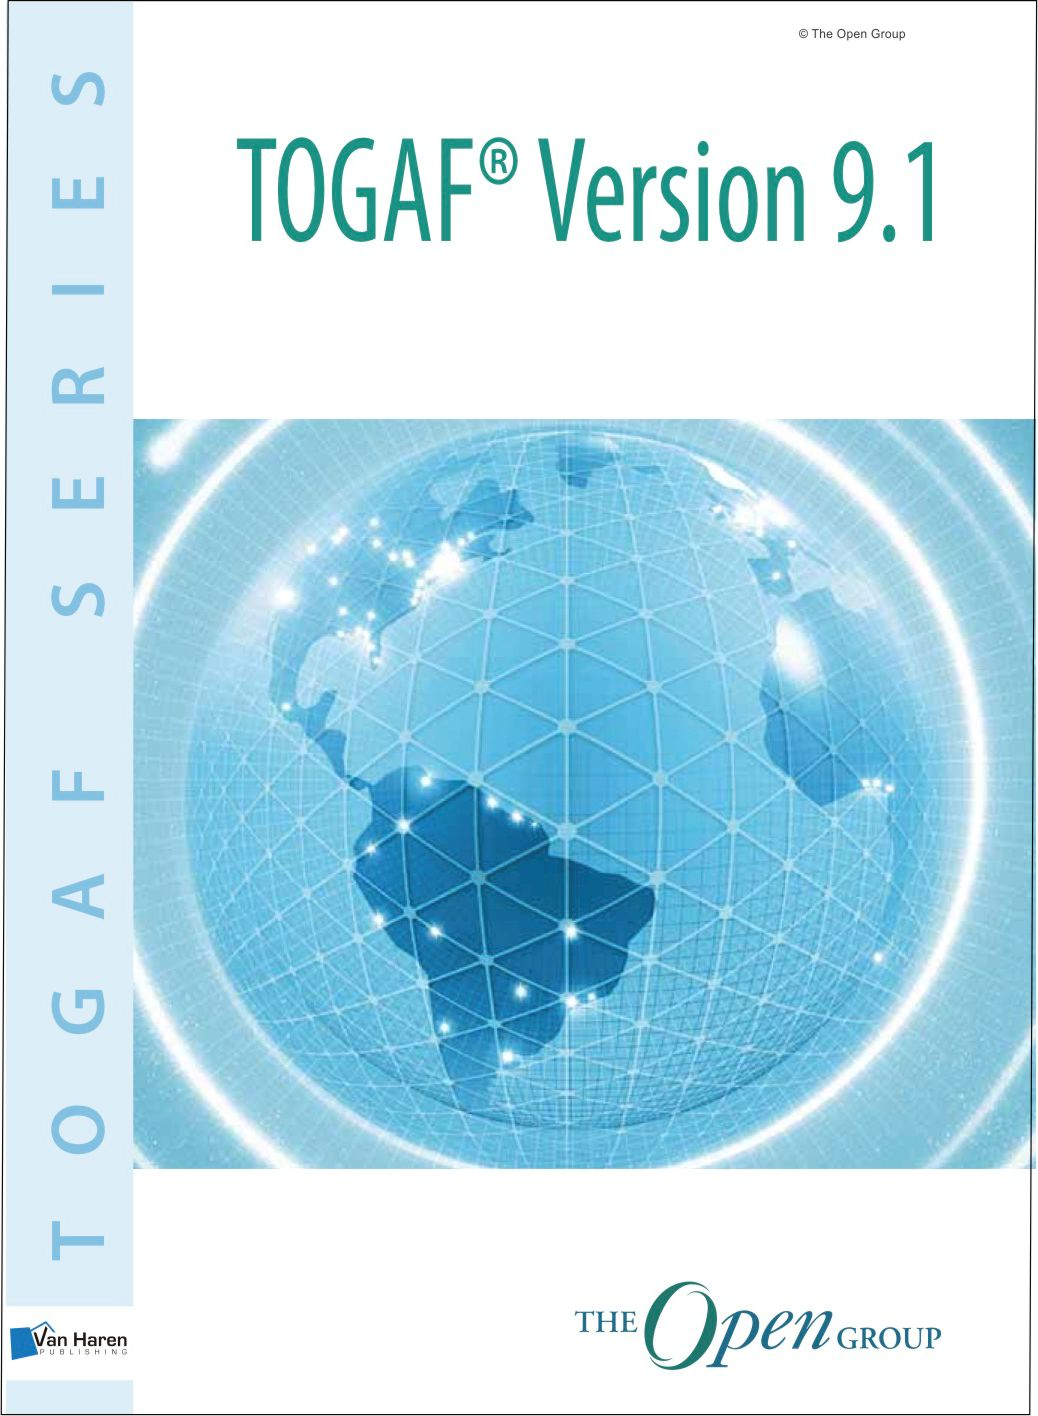 © The Open Group
TOGAF® Version 9.1
TOGAF SERIES
Van Haren
PUBLISHING
THE Open GROUP